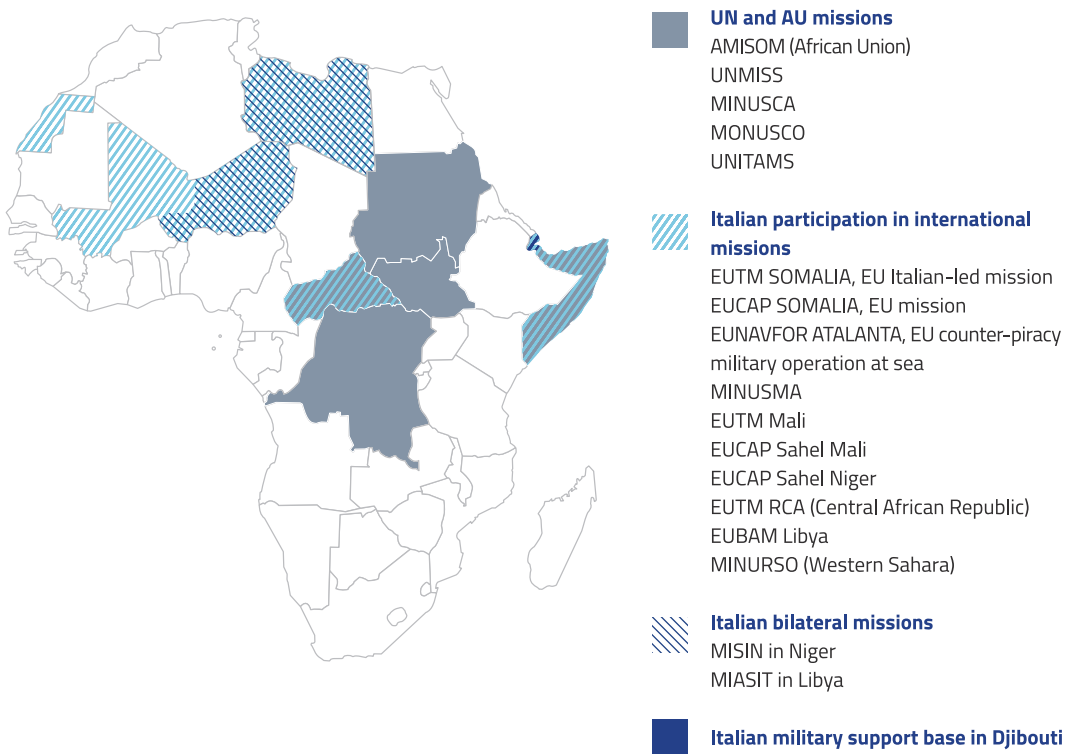 UN and AU missions
AMISOM (African Union)
UNMISS
MINUSCA
MONUSCO
UNITAMS
Italian participation in international
missions
EUTM SOMALIA, EU Italian-led mission
EUCAP SOMALIA, EU mission
EUNAVFOR ATALANTA, EU counter-piracy
military operation at sea
MINUSMA
EUTM Mali
EUCAP Sahel Mali
EUCAP Sahel Niger
EUTM RCA (Central African Republic)
EUBAM Libya
MINURSO (Western Sahara)
Italian bilateral missions
MISIN in Niger
MIASIT in Libya
Italian military support base in Djibouti